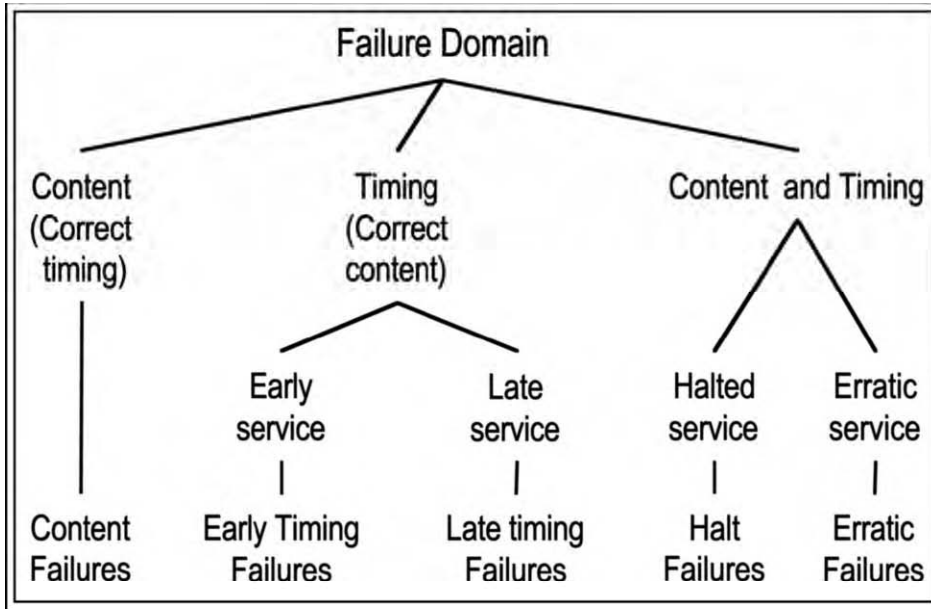 Failure Domain
Content
(Correct
timing)
Timing
(Correct
content)
Content and Timing
Early
service
Late
service
Halted
service
Erratic
service
Content
Failures
Early Timing
Failures
Late timing
Failures
Halt
Failures
Erratic
Failures